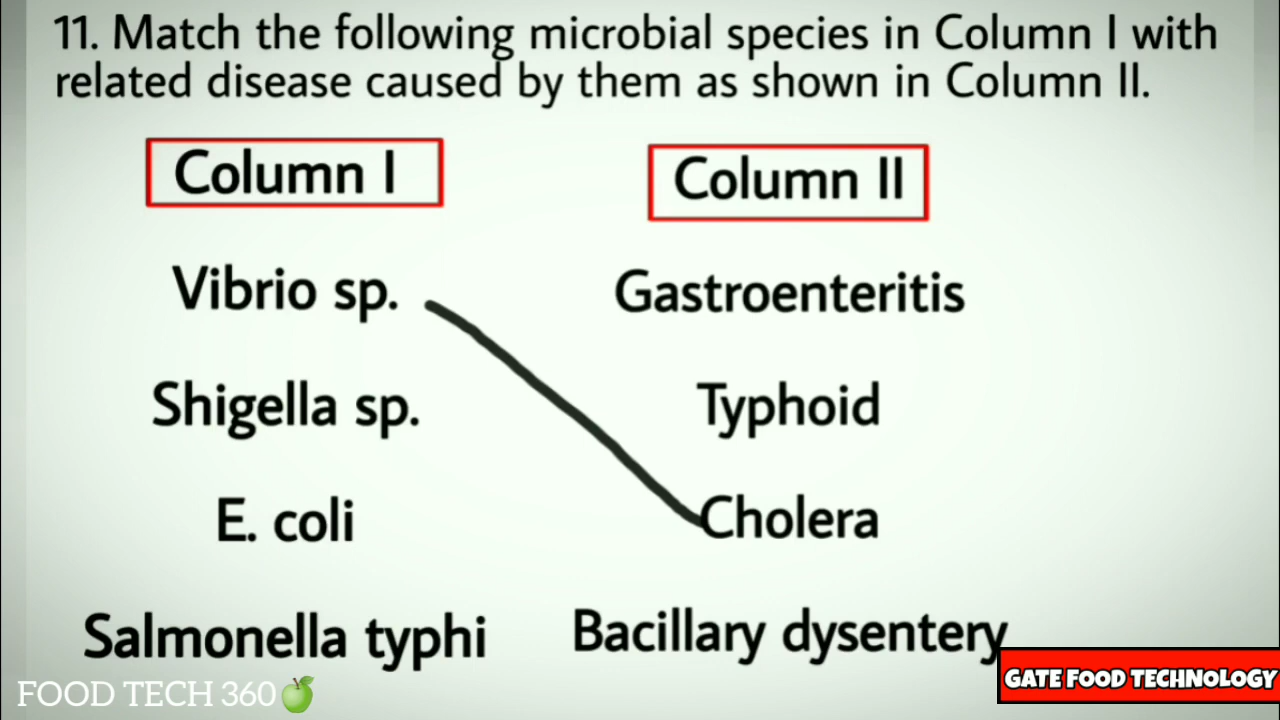 11. Match the following microbial species in Column I with
related disease caused by them as shown in Column II.
Column I
Column II
Vibrio sp.
Gastroenteritis
Shigella sp.
Typhoid
E. coli
Cholera
Salmonella typhi
Bacillary dysentery
FOOD TECH 360
GATE FOOD TECHNOLOGY